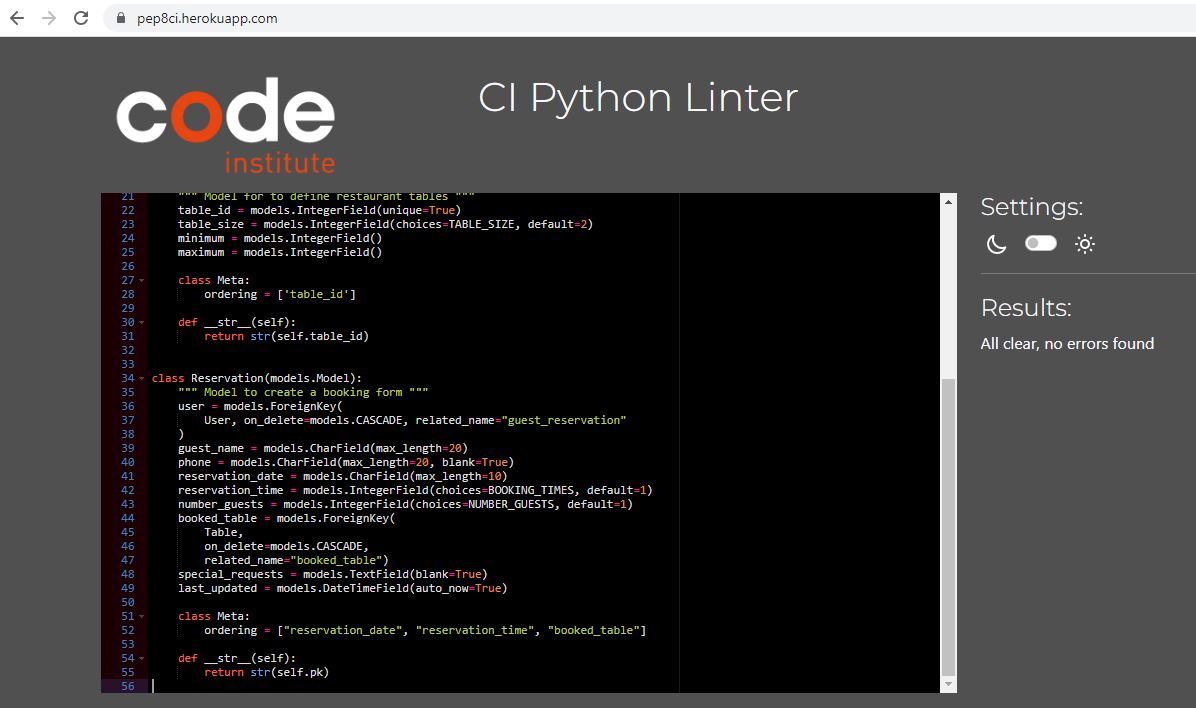 pep8ci.herokuapp.com
code
institute
CI Python Linter
21 """ Model for to define restaurant tables """
22 table_id = models.IntegerField(unique=True)
23 table_size = models.IntegerField(choices=TABLE_SIZE, default=2)
24 minimum = models.IntegerField()
25 maximum = models.IntegerField()
26
27 class Meta:
28 ordering = ['table_id']
29
30 def __str__(self):
31 return str(self.table_id)
32
33
34 class Reservation(models.Model):
35 """ Model to create a booking form """
36 user = models.ForeignKey(
37 User, on_delete=models.CASCADE, related_name="guest_reservation"
38 )
39 guest_name = models.CharField(max_length=20)
40 phone = models.CharField(max_length=20, blank=True)
41 reservation_date = models.CharField(max_length=10)
42 reservation_time = models.IntegerField(choices=BOOKING_TIMES, default=1)
43 number_guests = models.IntegerField(choices=NUMBER_GUESTS, default=1)
44 booked_table = models.ForeignKey(
45 Table,
46 on_delete=models.CASCADE,
47 related_name="booked_table")
48 special_requests = models.TextField(blank=True)
49 last_updated = models.DateTimeField(auto_now=True)
50
51 class Meta:
52 ordering = ["reservation_date", "reservation_time", "booked_table"]
53
54 def __str__(self):
55 return str(self.pk)
56
Settings:
Results:
All clear, no errors found